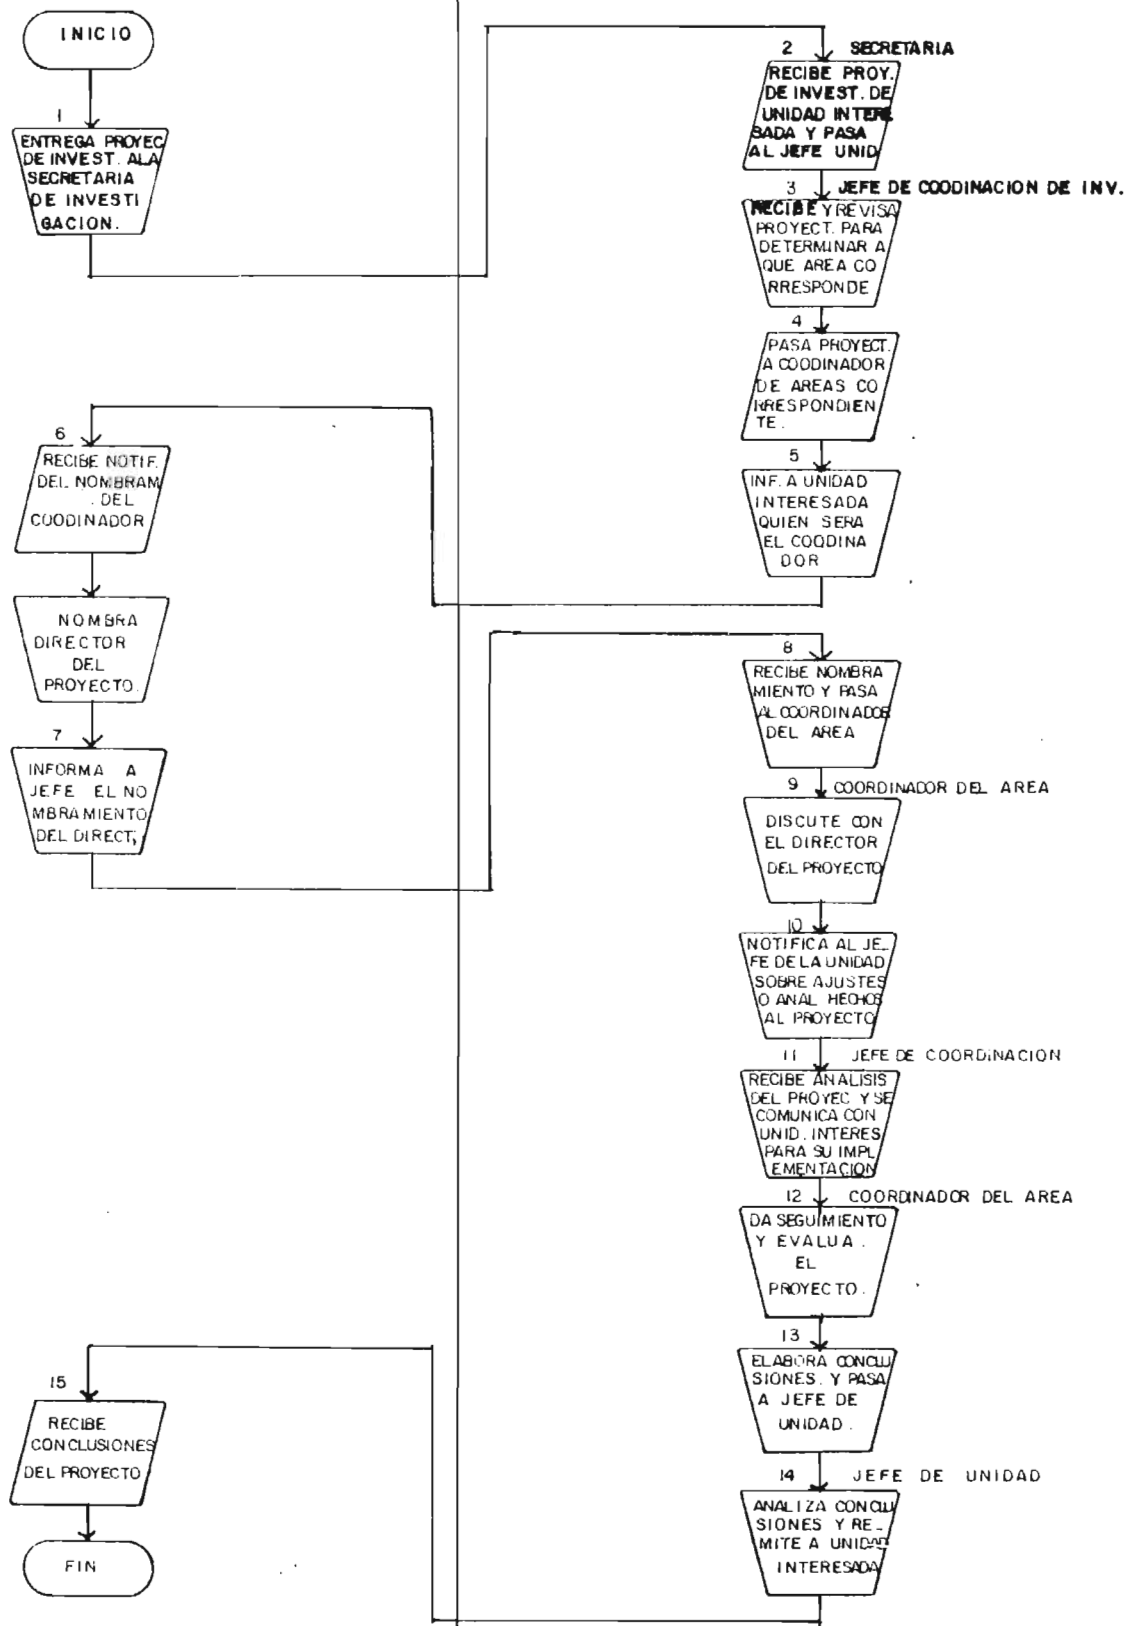 INICIO
1
ENTREGA PROYEC
DE INVEST. A LA
SECRETARIA
DE INVESTI
GACION.
2 SECRETARIA
RECIBE PROY.
DE INVEST. DE
UNIDAD INTERE
SADA Y PASA
AL JEFE UNID
3 JEFE DE COODINACION DE INV.
RECIBE Y REVISA
PROYECT. PARA
DETERMINAR A
QUE AREA CO
RRESPONDE
4
PASA PROYECT.
A COODINADOR
DE AREAS CO
RRESPONDIEN
TE.
5
INF. A UNIDAD
INTERESADA
QUIEN SERA
EL COODINA
DOR
6
RECIBE NOTIF.
DEL NOMBRAM
. DEL
COODINADOR
NOMBRA
DIRECTOR
DEL
PROYECTO.
7
INFORMA A
JEFE EL NO
MBRAMIENTO
DEL DIRECT,
8
RECIBE NOMBRA
MIENTO Y PASA
AL COORDINADOR
DEL AREA
9 COORDINADOR DEL AREA
DISCUTE CON
EL DIRECTOR
DEL PROYECTO
10
NOTIFICA AL JE_
FE DE LA UNIDAD
SOBRE AJUSTES
O ANAL HECHOS
AL PROYECTO
11 JEFE DE COORDINACION
RECIBE ANALISIS
DEL PROYEC Y SE
COMUNICA CON
UNID. INTERES
PARA SU IMPL
EMENTACION
12 COORDINADOR DEL AREA
DA SEGUIMIENTO
Y EVALUA.
EL
PROYECTO.
13
ELABORA CONCLU
SIONES. Y PASA
A JEFE DE
UNIDAD.
14 JEFE DE UNIDAD
ANALIZA CONCLU
SIONES Y RE_
MITE A UNIDAD
INTERESADA
15
RECIBE
CONCLUSIONES
DEL PROYECTO
FIN